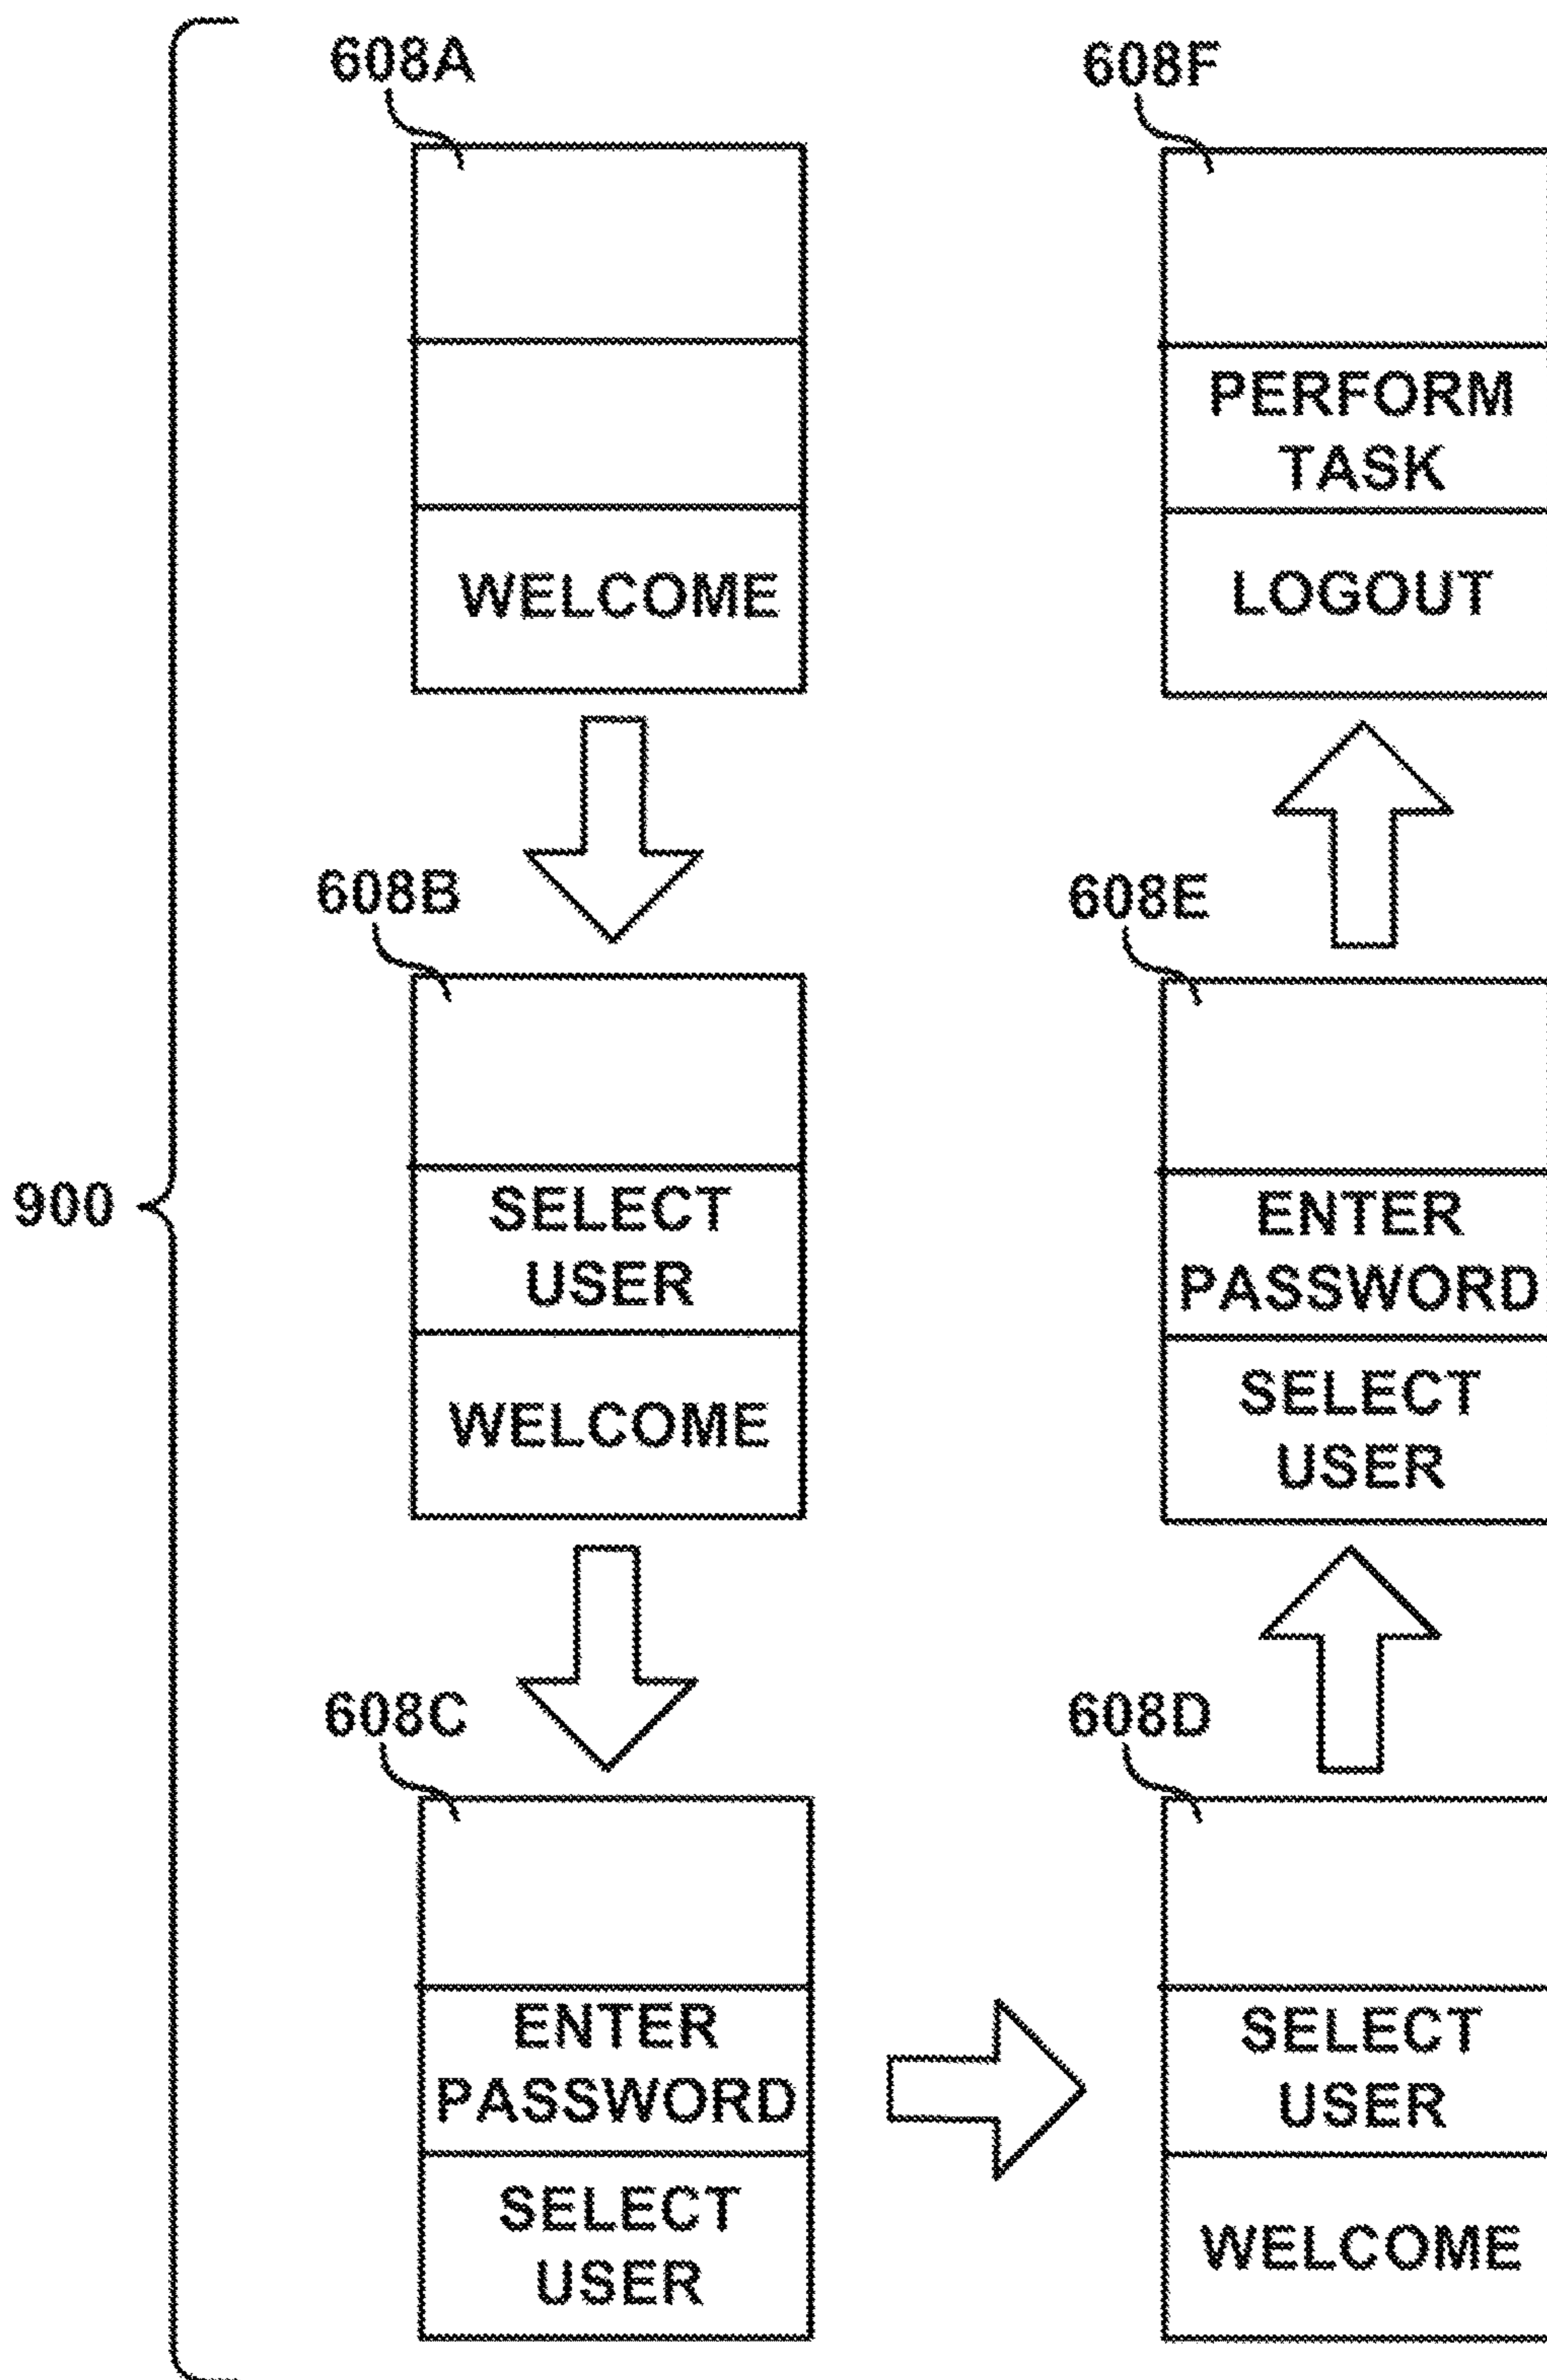 608A
WELCOME
608B
SELECT
USER
WELCOME
900
608C
ENTER
PASSWORD
SELECT
USER
608D
SELECT
USER
WELCOME
608E
ENTER
PASSWORD
SELECT
USER
608F
PERFORM
TASK
LOGOUT